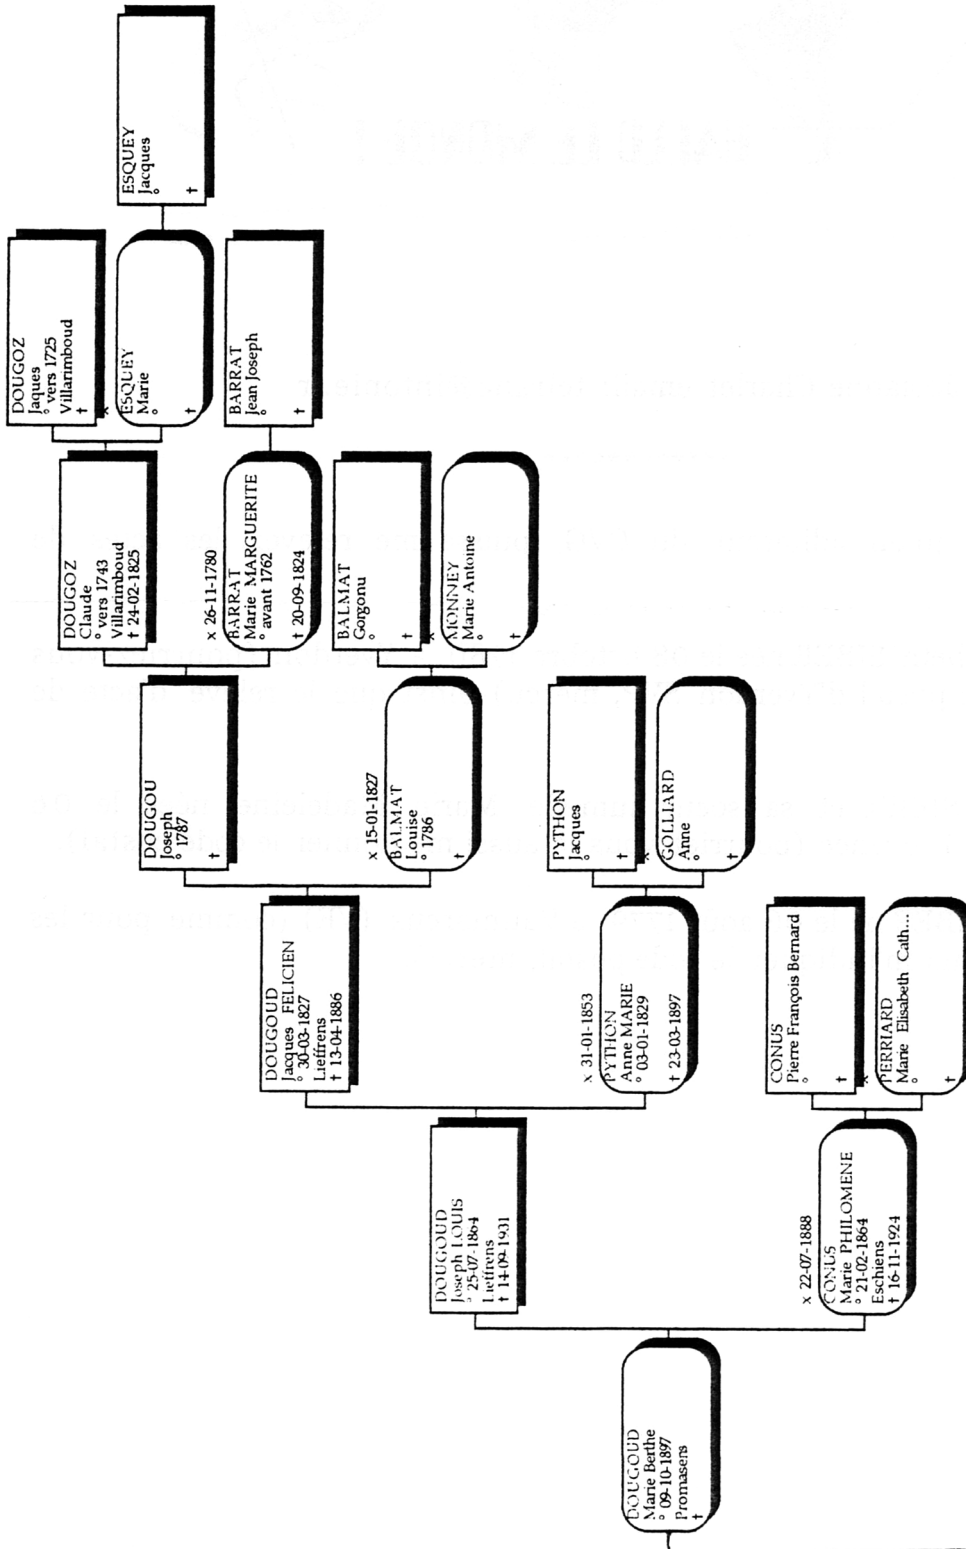 ESQUEY
Jacques
°
†
DOUGOZ
Jaques
° vers 1725
Villarimboud
†
x
ESQUEY
Marie
°
†
BARRAT
Jean Joseph
°
†
DOUGOZ
Claude
° vers 1743
Villarimboud
† 24-02-1825
x 26-11-1780
BARRAT
Marie MARGUERITE
° avant 1762
† 20-09-1824
BALMAT
Gorgonu
°
†
x
MONNEY
Marie Antoine
°
†
DOUGOU
Joseph
° 1787
†
x 15-01-1827
BALMAT
Louise
° 1786
†
PYTHON
Jacques
°
†
x
GOLLIARD
Anne
°
†
DOUGOUD
Jacques FELICIEN
° 30-03-1827
Lieffrens
† 13-04-1886
x 31-01-1853
PYTHON
Anne MARIE
° 03-01-1829
† 23-03-1897
CONUS
Pierre François Bernard
°
†
x
PERRIARD
Marie Elisabeth Cath...
°
†
DOUGOUD
Joseph LOUIS
° 25-07-1864
Lieffrens
† 14-09-1931
x 22-07-1888
CONUS
Marie PHILOMENE
° 21-02-1864
Eschiens
† 16-11-1924
DOUGOUD
Marie Berthe
° 09-10-1897
Promasens
†